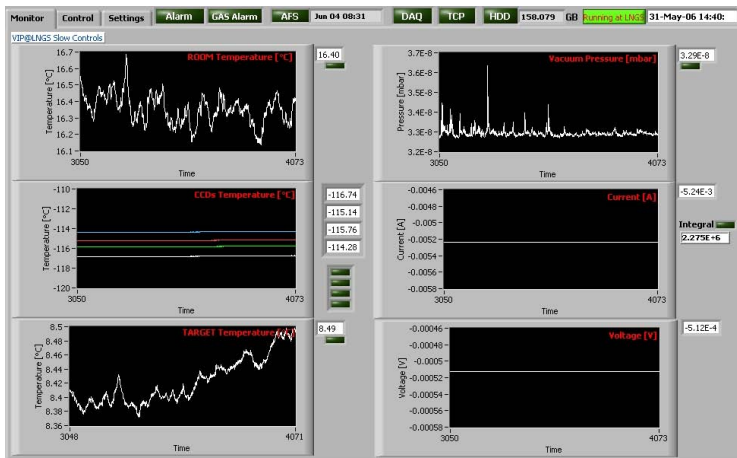 Monitor Control Settings Alarm GAS Alarm AFS Jun 04 08:31 DAQ TCP HDD 158.079 GB Running at LNGS 31-May-06 14:40:
VIP@LNGS Slow Controls
ROOM Temperature [°C]
16.40
Temperature [°C]
16.7
16.6
16.5
16.4
16.3
16.2
16.1
3050
4073
Time
Vacuum Pressure [mbar]
3.29E-8
Pressure [mbar]
3.7E-8
3.6E-8
3.5E-8
3.4E-8
3.3E-8
3.2E-8
3050
4073
Time
CCDs Temperature [°C]
-116.74
-115.14
-115.76
-114.28
Temperature [°C]
-110
-112
-114
-116
-118
-120
3050
4073
Time
Current [A]
-5.24E-3
Integral
2.275E+6
Current [A]
-0.0046
-0.0048
-0.005
-0.0052
-0.0054
-0.0056
-0.0058
3050
4073
Time
TARGET Temperature
8.49
Temperature [°C]
8.5
8.48
8.46
8.44
8.42
8.4
8.38
8.36
3048
4071
Time
Voltage [V]
-5.12E-4
Voltage [V]
-0.00046
-0.00048
-0.0005
-0.00052
-0.00054
-0.00056
-0.00058
3050
4073
Time